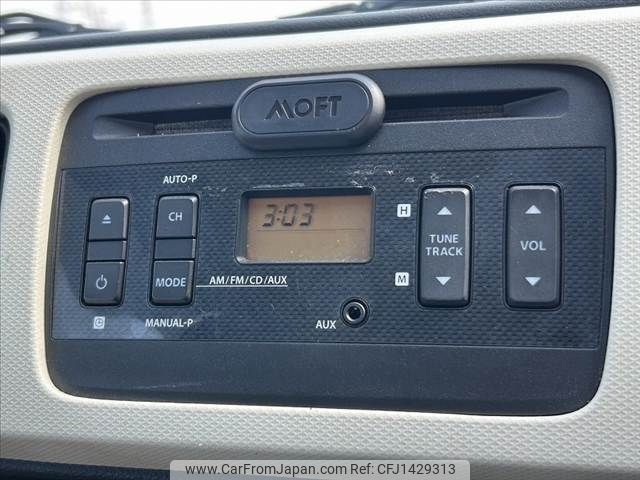 MOFT
AUTO-P
CH
MODE
AM/FM/CD/AUX
MANUAL-P
3:03
H
M
TUNE
TRACK
VOL
AUX
www.CarFromJapan.com ID: CFJ1429313